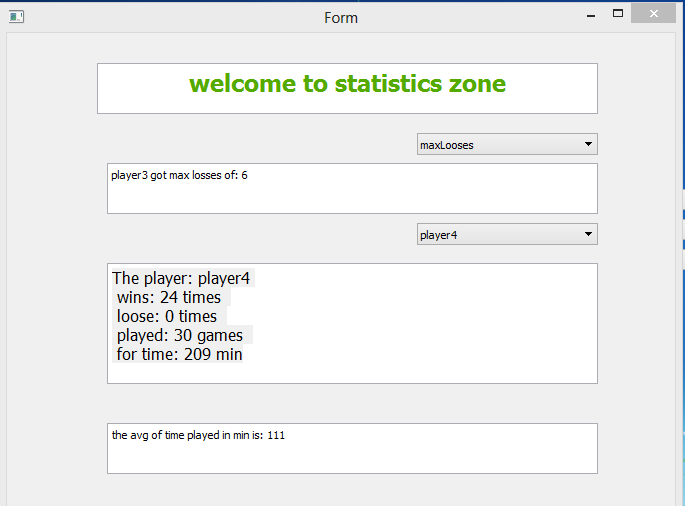 Form
welcome to statistics zone
maxLooses
player3 got max losses of: 6
player4
The player: player4
wins: 24 times
loose: 0 times
played: 30 games
for time: 209 min
the avg of time played in min is: 111